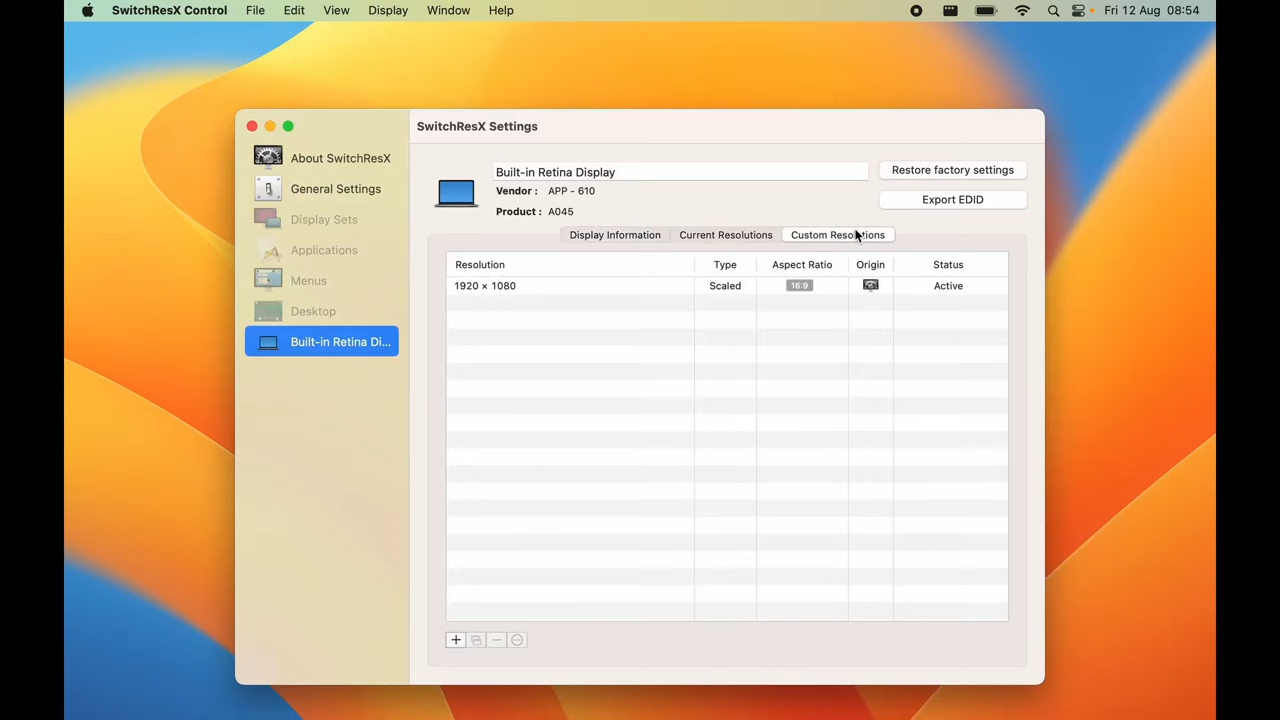 SwitchResX Control File Edit View Display Window Help Fri 12 Aug 08:54
SwitchResX Settings
About SwitchResX
General Settings
Display Sets
Applications
Menus
Desktop
Built-in Retina Di...
Built-in Retina Display
Vendor : APP - 610
Product : A045
Restore factory settings
Export EDID
Display Information Current Resolutions Custom Resolutions
Resolution Type Aspect Ratio Origin Status
1920 × 1080 Scaled 16:9 Active